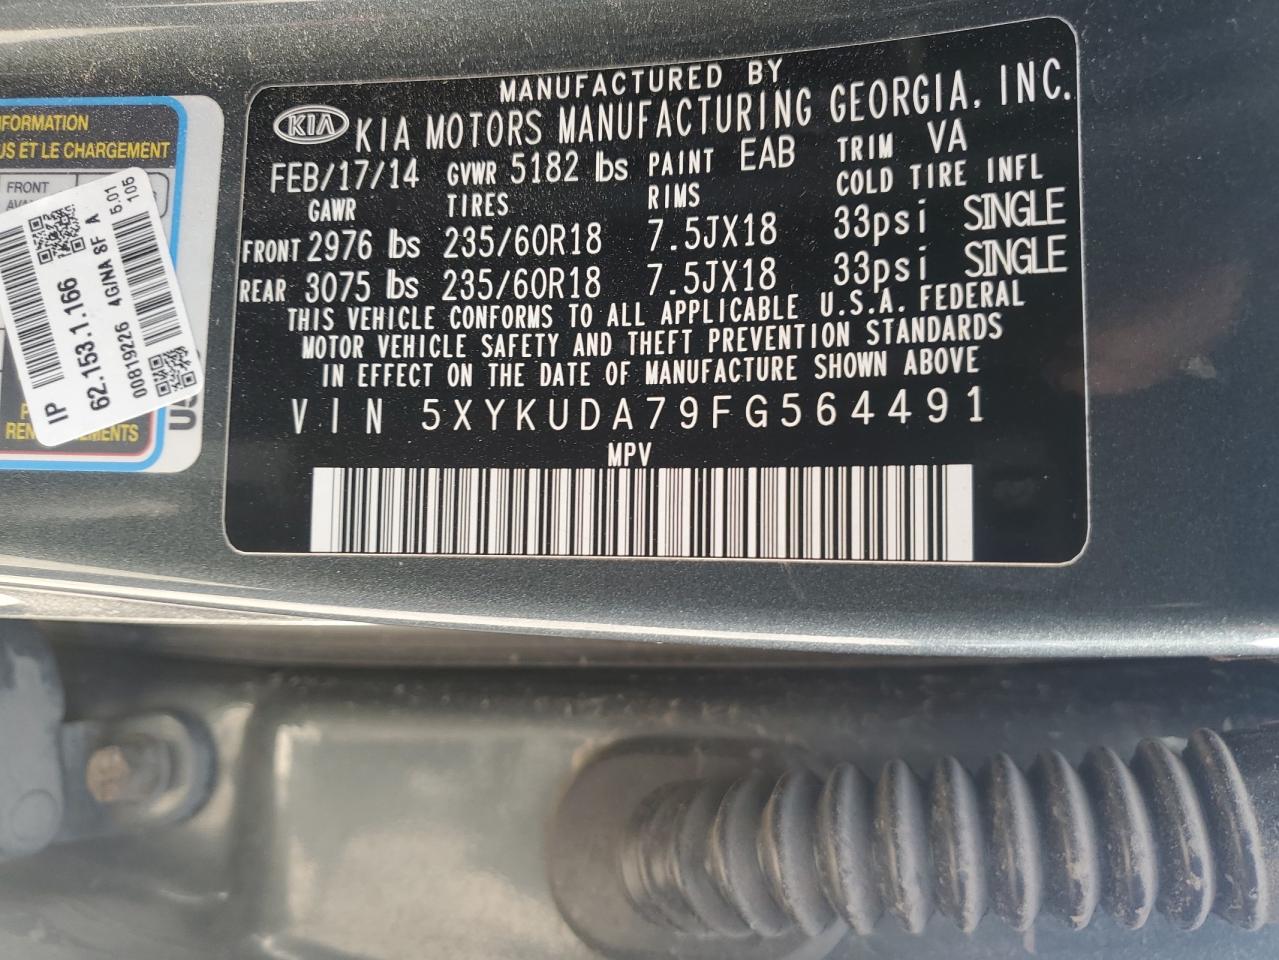 MANUFACTURED BY
KIA KIA MOTORS MANUFACTURING GEORGIA, INC.
FEB/17/14 GVWR 5182 lbs PAINT EAB TRIM VA
GAWR TIRES RIMS COLD TIRE INFL
FRONT 2976 lbs 235/60R18 7.5JX18 33psi SINGLE
REAR 3075 lbs 235/60R18 7.5JX18 33psi SINGLE
THIS VEHICLE CONFORMS TO ALL APPLICABLE U.S.A. FEDERAL
MOTOR VEHICLE SAFETY AND THEFT PREVENTION STANDARDS
IN EFFECT ON THE DATE OF MANUFACTURE SHOWN ABOVE
VIN 5XYKUDA79FG564491
MPV
US ET LE CHARGEMENT
FRONT
IP
62.153.1.166
00819226 4G/NA 8F A
5.01
105